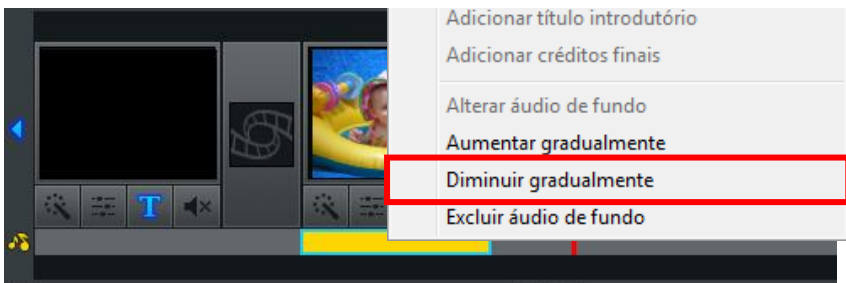 Adicionar título introdutório
Adicionar créditos finais
Alterar áudio de fundo
Aumentar gradualmente
Diminuir gradualmente
Excluir áudio de fundo
T